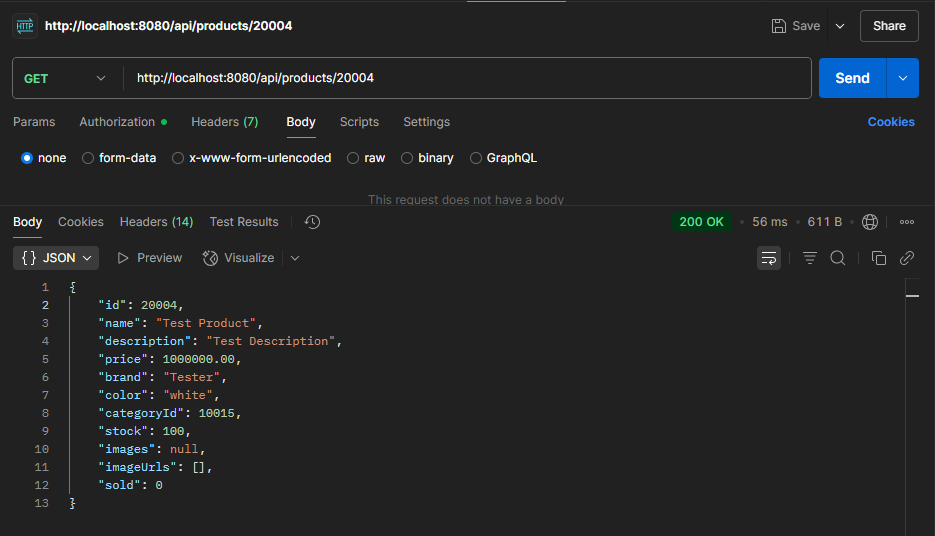 HTTP http://localhost:8080/api/products/20004 Save Share
GET http://localhost:8080/api/products/20004 Send
Params Authorization Headers (7) Body Scripts Settings Cookies
none form-data x-www-form-urlencoded raw binary GraphQL
This request does not have a body
Body Cookies Headers (14) Test Results 200 OK • 56 ms • 611 B •
{} JSON Preview Visualize
1 {
2 "id": 20004,
3 "name": "Test Product",
4 "description": "Test Description",
5 "price": 1000000.00,
6 "brand": "Tester",
7 "color": "white",
8 "categoryId": 10015,
9 "stock": 100,
10 "images": null,
11 "imageUrls": [],
12 "sold": 0
13 }